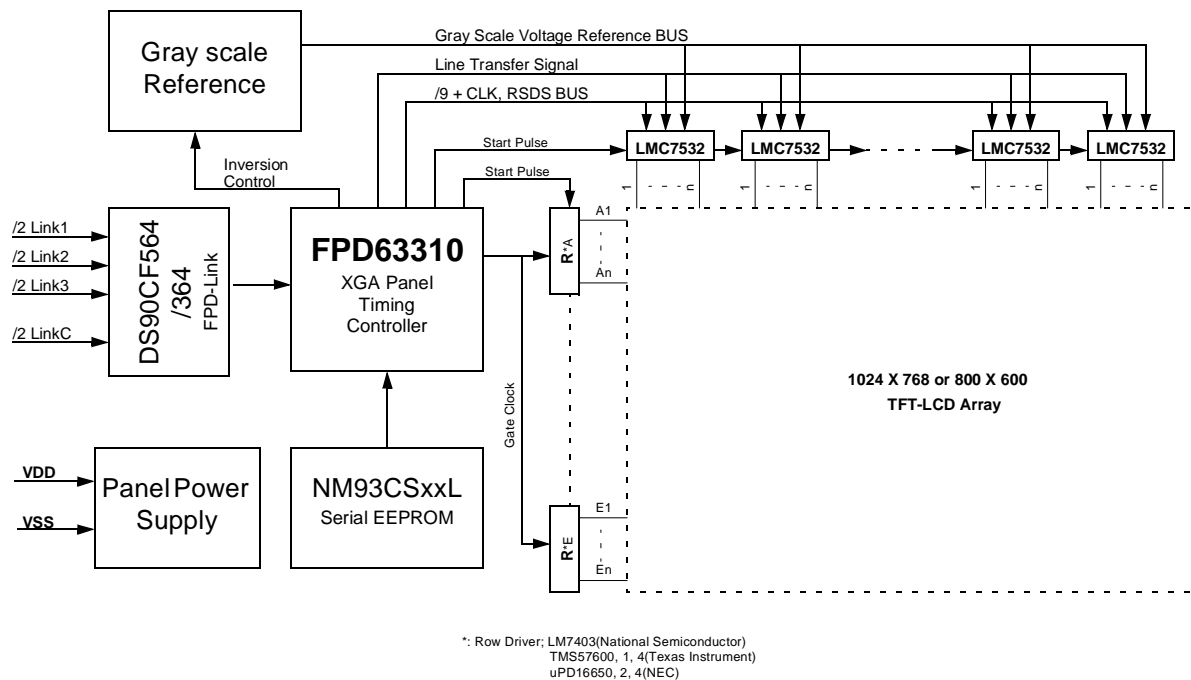 Gray scale
Reference
Gray Scale Voltage Reference BUS
Line Transfer Signal
/9 + CLK, RSDS BUS
Start Pulse
LMC7532
LMC7532
LMC7532
LMC7532
Inversion
Control
Start Pulse
1 - - - n
1 - - - n
1 - - - n
1 - - - n
/2 Link1
/2 Link2
/2 Link3
/2 LinkC
DS90CF564
/364
FPD-Link
FPD63310
XGA Panel
Timing
Controller
R*A
A1
An
Gate Clock
1024 X 768 or 800 X 600
TFT-LCD Array
VDD
VSS
Panel Power
Supply
NM93CSxxL
Serial EEPROM
R*E
E1
En
*: Row Driver; LM7403(National Semiconductor)
TMS57600, 1, 4(Texas Instrument)
uPD16650, 2, 4(NEC)